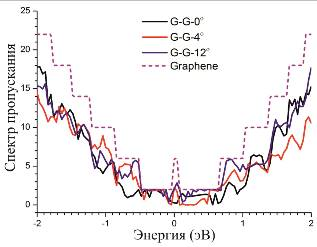 25
20
15
10
5
0
Спектр пропускания
G-G-0°
G-G-4°
G-G-12°
Graphene
-2 -1 0 1 2
Энергия (эВ)